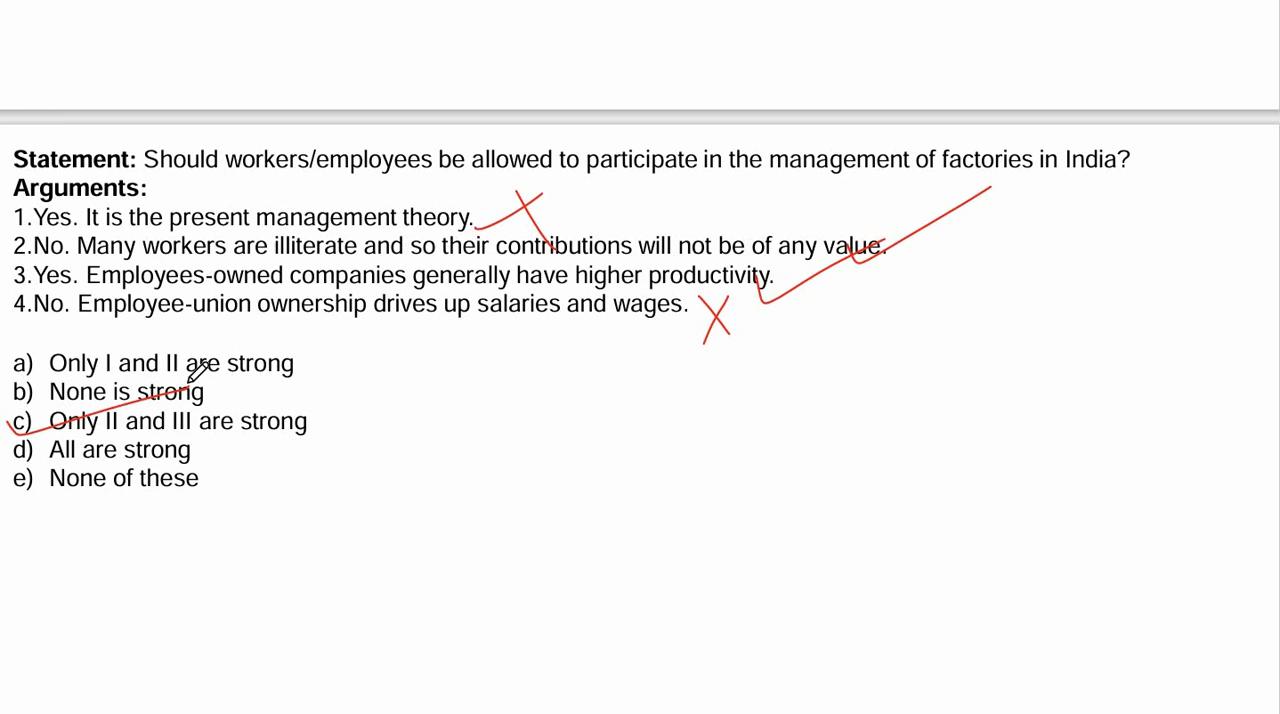 Statement: Should workers/employees be allowed to participate in the management of factories in India?
Arguments:
1.Yes. It is the present management theory.
2.No. Many workers are illiterate and so their contributions will not be of any value.
3.Yes. Employees-owned companies generally have higher productivity.
4.No. Employee-union ownership drives up salaries and wages.
a) Only I and II are strong
b) None is strong
c) Only II and III are strong
d) All are strong
e) None of these